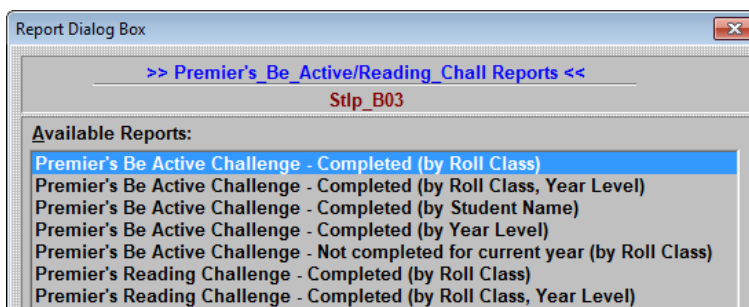 Report Dialog Box
>> Premier's_Be_Active/Reading_Chall Reports <<
Stlp_B03
Available Reports:
Premier's Be Active Challenge - Completed (by Roll Class)
Premier's Be Active Challenge - Completed (by Roll Class, Year Level)
Premier's Be Active Challenge - Completed (by Student Name)
Premier's Be Active Challenge - Completed (by Year Level)
Premier's Be Active Challenge - Not completed for current year (by Roll Class)
Premier's Reading Challenge - Completed (by Roll Class)
Premier's Reading Challenge - Completed (by Roll Class, Year Level)